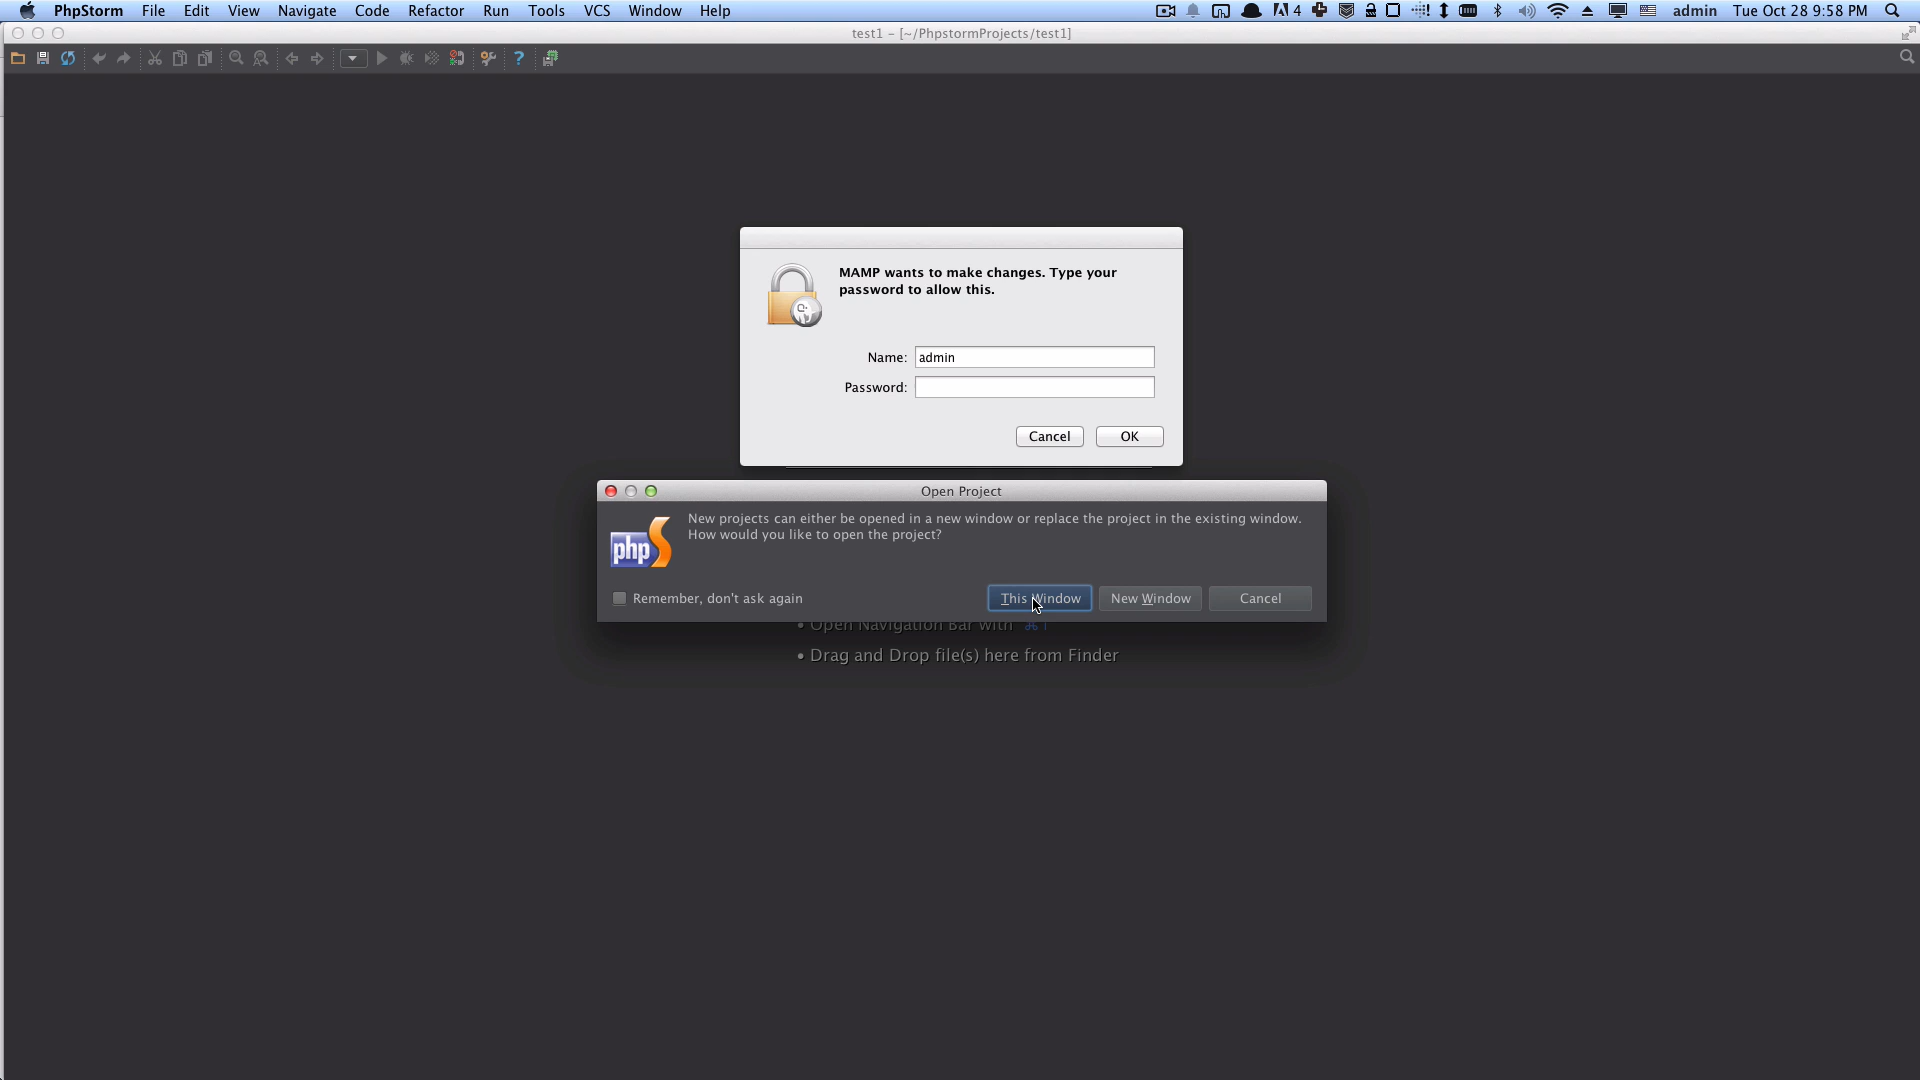 PhpStorm File Edit View Navigate Code Refactor Run Tools VCS Window Help 4 admin Tue Oct 28 9:58 PM
test1 – [~/PhpstormProjects/test1]
MAMP wants to make changes. Type your
password to allow this.
Name: admin
Password:
Cancel OK
Open Project
New projects can either be opened in a new window or replace the project in the existing window.
How would you like to open the project?
php
Remember, don't ask again This Window New Window Cancel
• Open Navigation Bar with
• Drag and Drop file(s) here from Finder